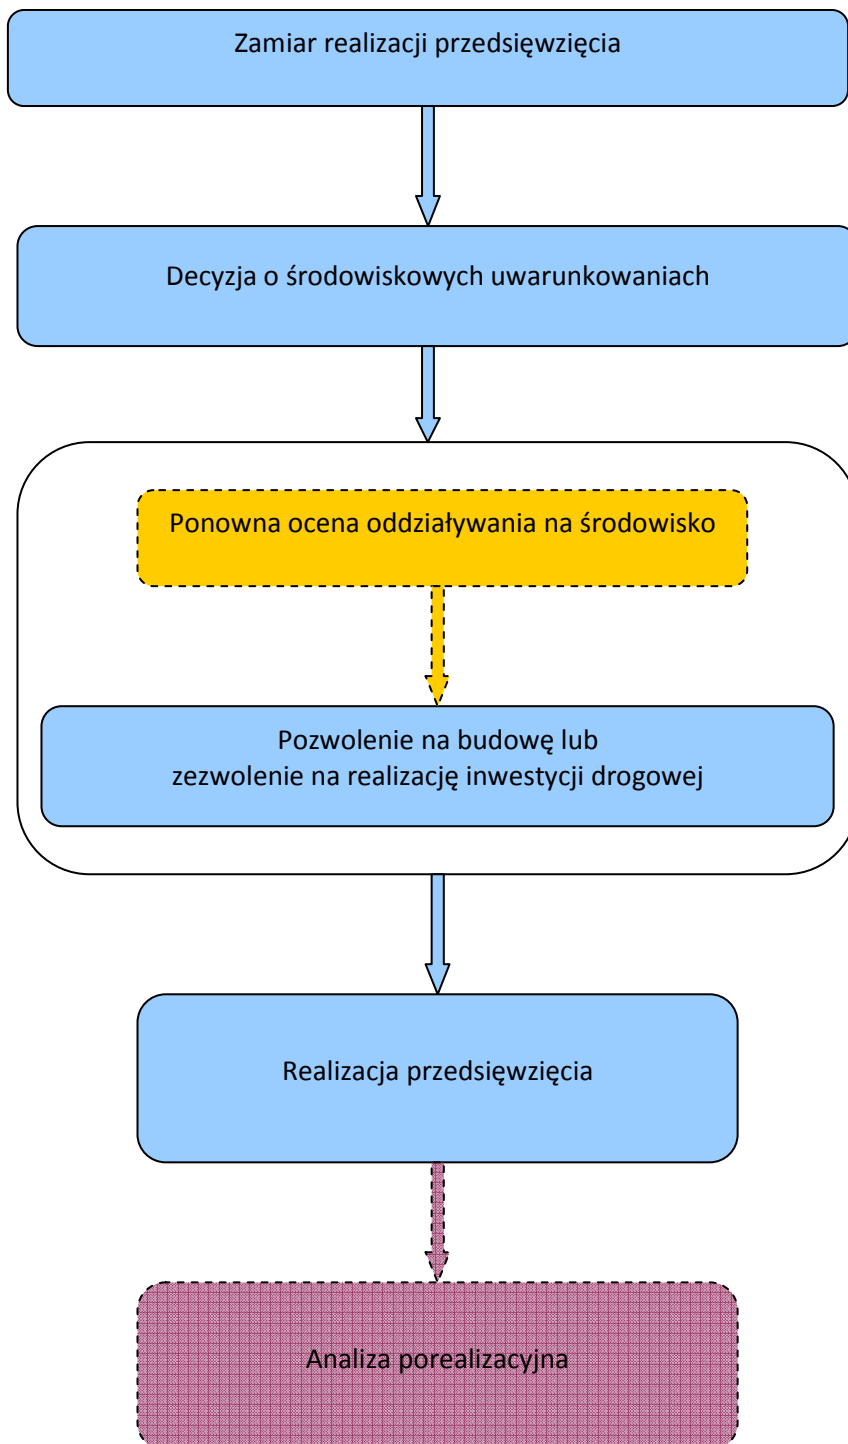 Zamiar realizacji przedsięwzięcia
Decyzja o środowiskowych uwarunkowaniach
Ponowna ocena oddziaływania na środowisko
Pozwolenie na budowę lub
zezwolenie na realizację inwestycji drogowej
Realizacja przedsięwzięcia
Analiza porealizacyjna